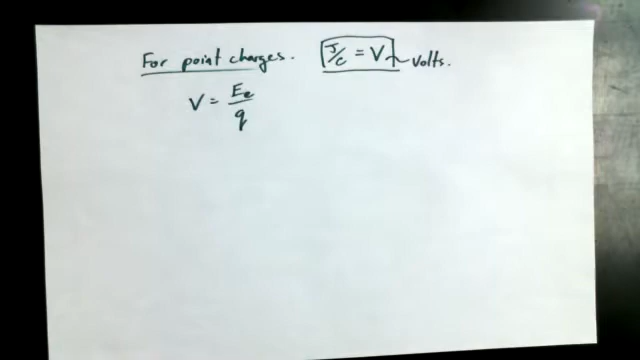 For point charges. J/c = V Volts.
V = Ee/q